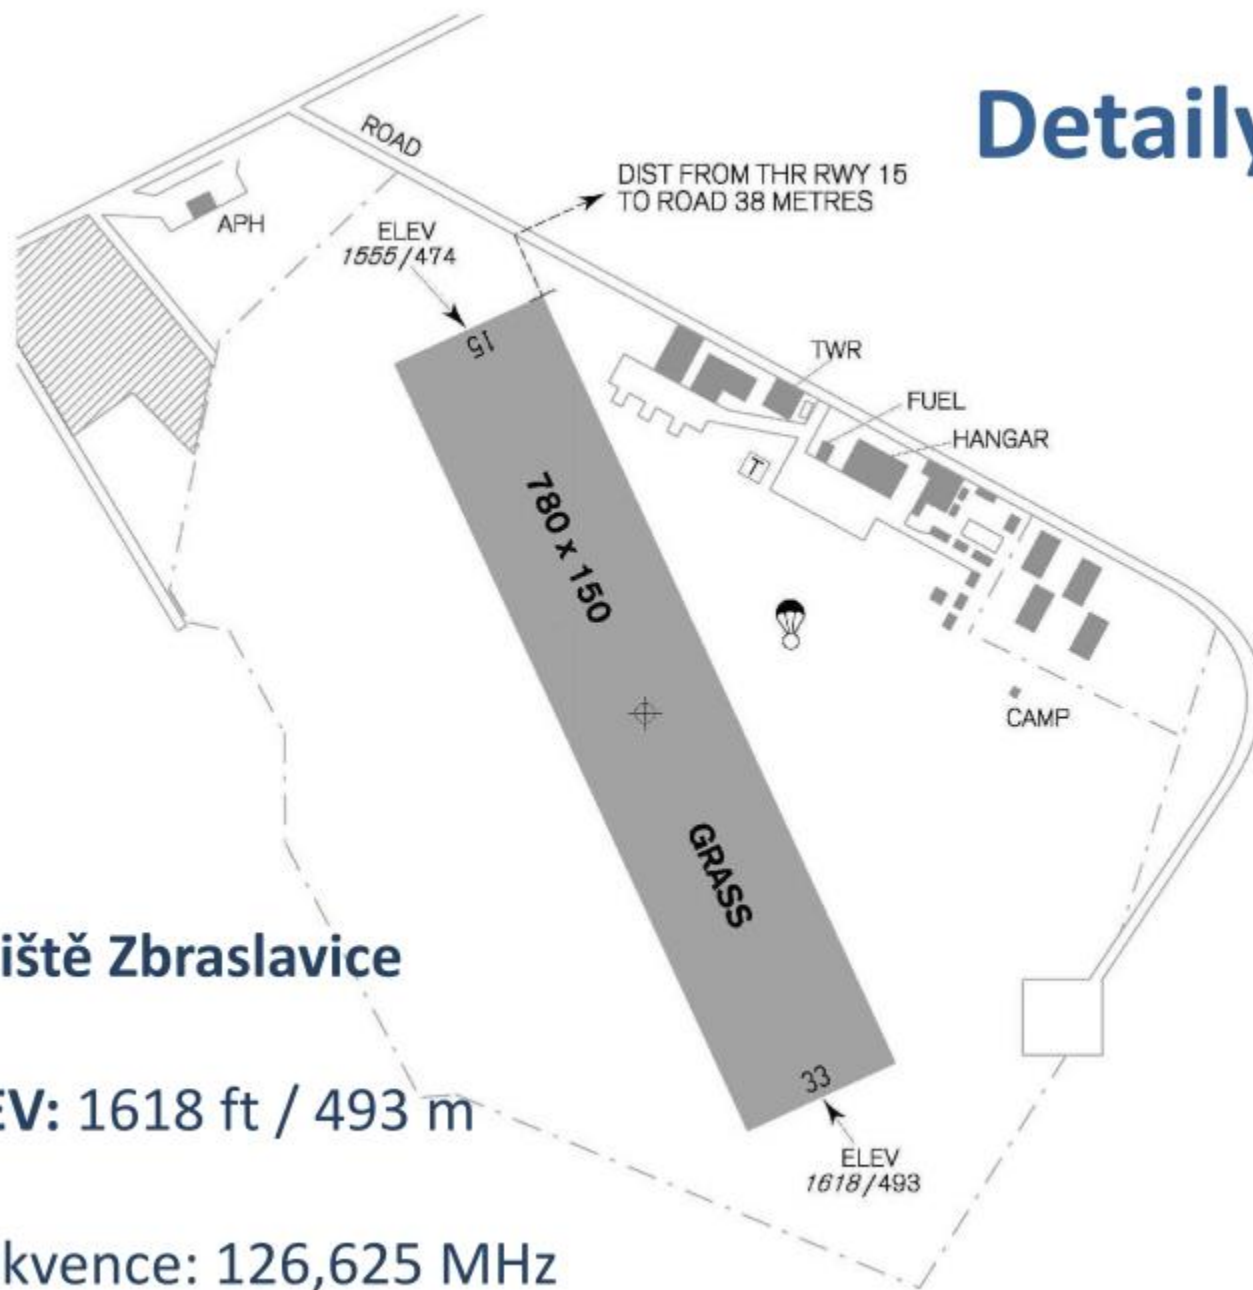 Detaily
ROAD
DIST FROM THR RWY 15
TO ROAD 38 METRES
APH
ELEV
1555/474
15
TWR
FUEL
HANGAR
T
780 x 150
CAMP
GRASS
iště Zbraslavice
33
EV: 1618 ft / 493 m
ELEV
1618/493
kvence: 126,625 MHz